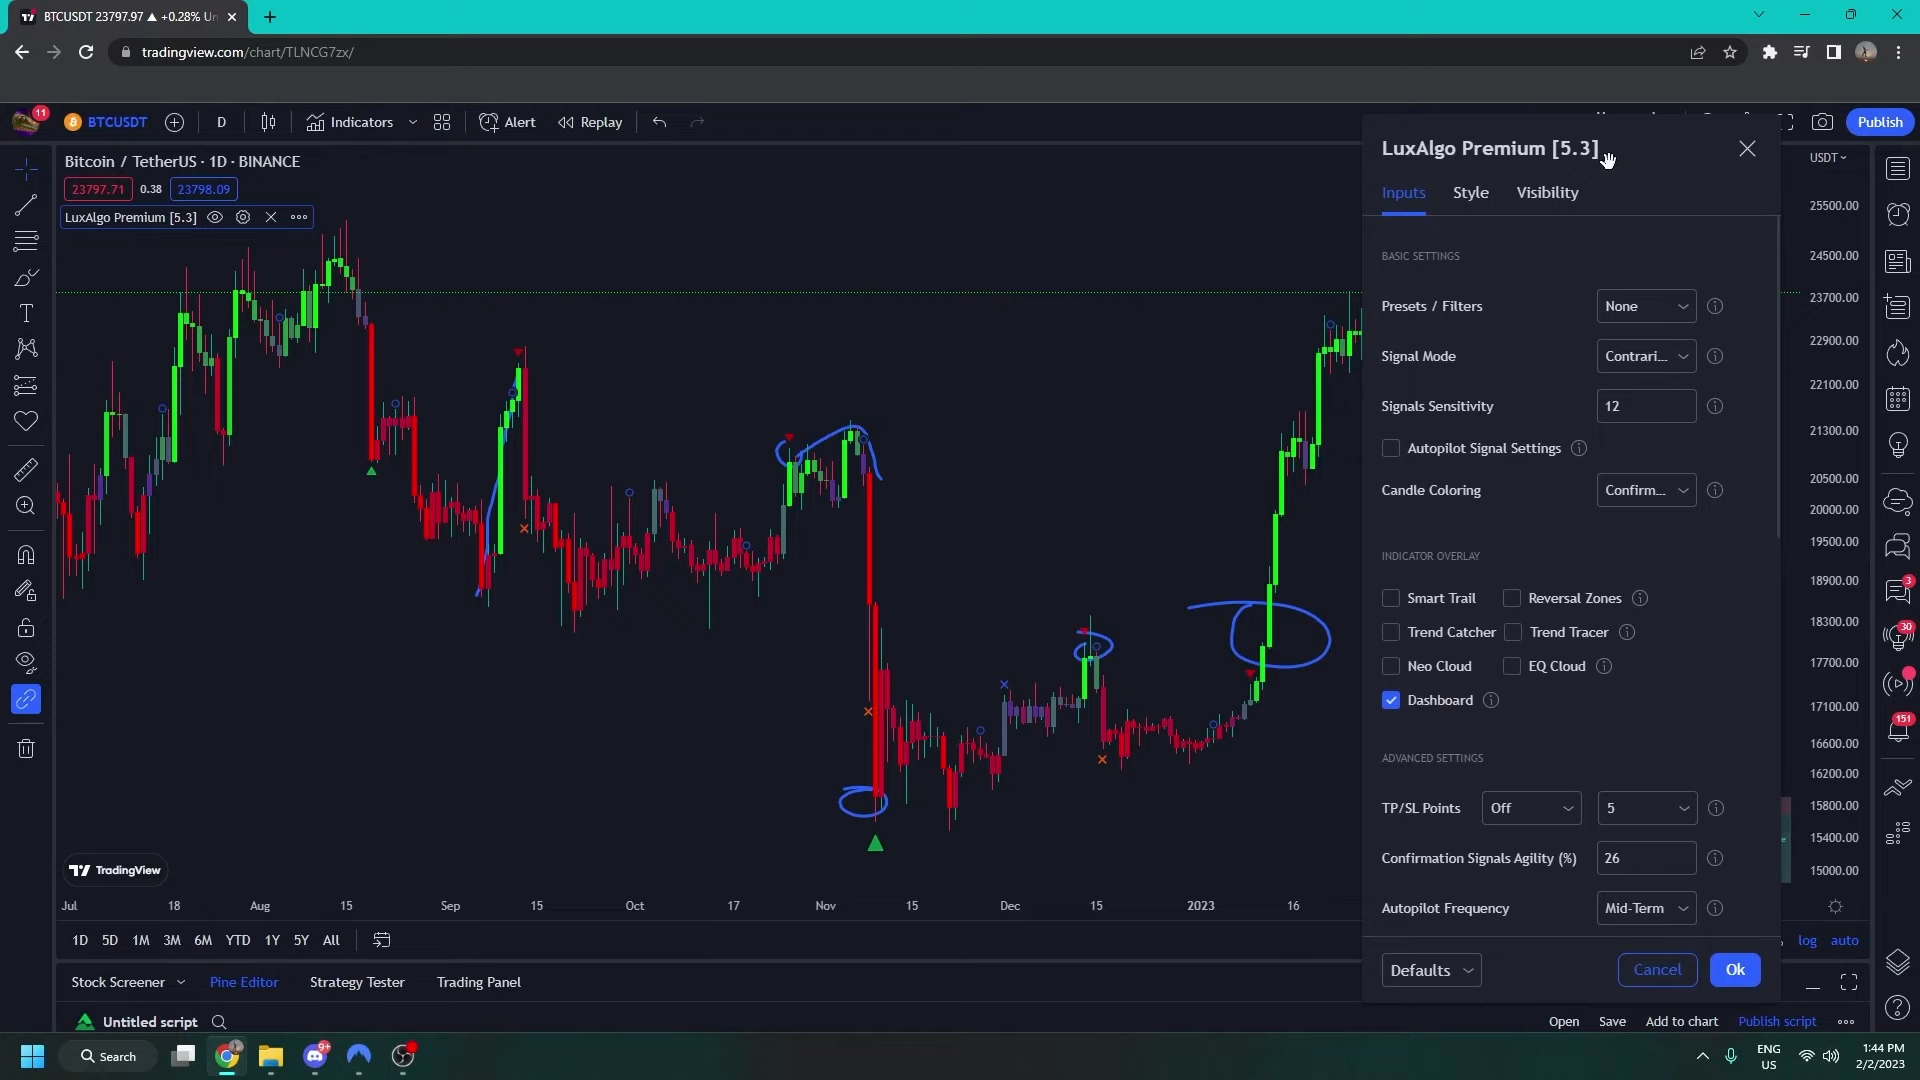 BTCUSDT 23797.97 ▲ +0.28% Un
tradingview.com/chart/TLNCG7zx/
11
BTCUSDT
D
Indicators
Alert
Replay
Publish
Bitcoin / TetherUS · 1D · BINANCE
23797.71 0.38 23798.09
LuxAlgo Premium [5.3]
LuxAlgo Premium [5.3]
Inputs Style Visibility
BASIC SETTINGS
Presets / Filters None
Signal Mode Contrari...
Signals Sensitivity 12
Autopilot Signal Settings
Candle Coloring Confirm...
INDICATOR OVERLAY
Smart Trail Reversal Zones
Trend Catcher Trend Tracer
Neo Cloud EQ Cloud
Dashboard
ADVANCED SETTINGS
TP/SL Points Off 5
Confirmation Signals Agility (%) 26
Autopilot Frequency Mid-Term
Defaults Cancel Ok
USDT
25500.00
24500.00
23700.00
22900.00
22100.00
21300.00
20500.00
20000.00
19500.00
18900.00
18300.00
17700.00
17100.00
16600.00
16200.00
15800.00
15400.00
15000.00
3
30
151
TradingView
Jul 18 Aug 15 Sep 15 Oct 17 Nov 15 Dec 15 2023 16
1D 5D 1M 3M 6M YTD 1Y 5Y All
log auto
Stock Screener Pine Editor Strategy Tester Trading Panel
Untitled script
Open Save Add to chart Publish script
Search
9+
ENG
US
1:44 PM
2/2/2023